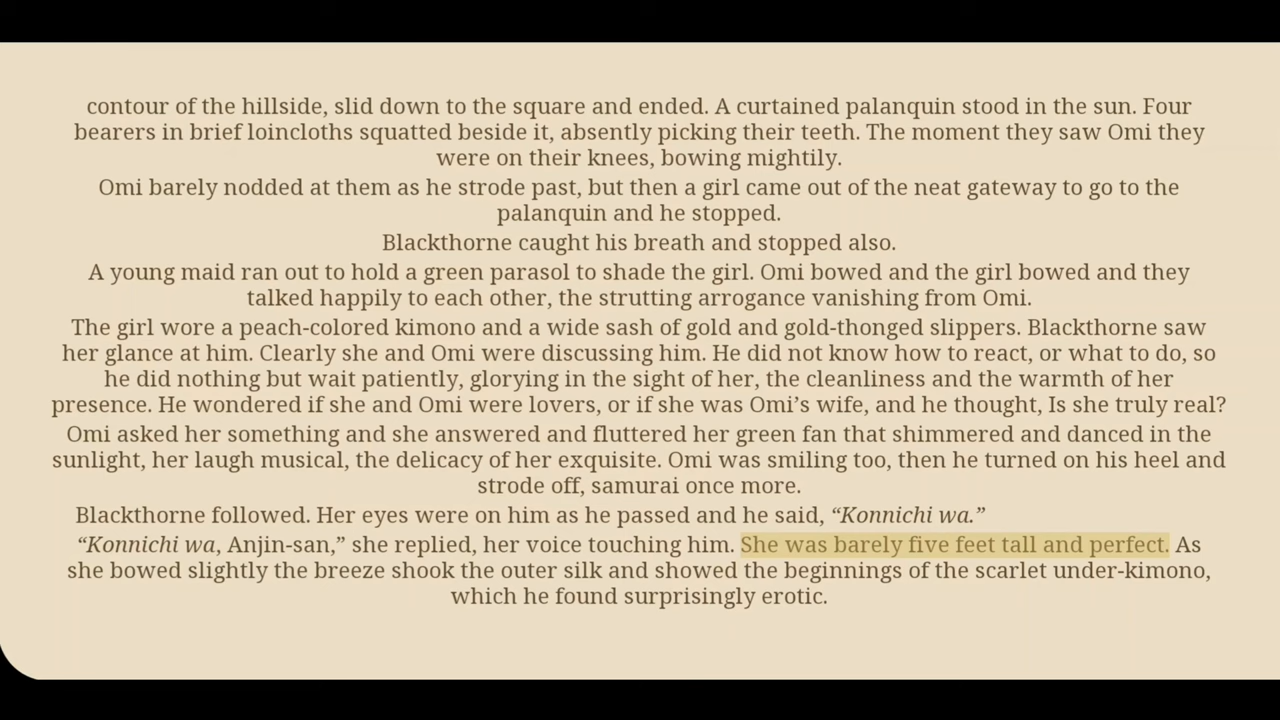 contour of the hillside, slid down to the square and ended. A curtained palanquin stood in the sun. Four
bearers in brief loincloths squatted beside it, absently picking their teeth. The moment they saw Omi they
were on their knees, bowing mightily.
Omi barely nodded at them as he strode past, but then a girl came out of the neat gateway to go to the
palanquin and he stopped.
Blackthorne caught his breath and stopped also.
A young maid ran out to hold a green parasol to shade the girl. Omi bowed and the girl bowed and they
talked happily to each other, the strutting arrogance vanishing from Omi.
The girl wore a peach-colored kimono and a wide sash of gold and gold-thonged slippers. Blackthorne saw
her glance at him. Clearly she and Omi were discussing him. He did not know how to react, or what to do, so
he did nothing but wait patiently, glorying in the sight of her, the cleanliness and the warmth of her
presence. He wondered if she and Omi were lovers, or if she was Omi’s wife, and he thought, Is she truly real?
Omi asked her something and she answered and fluttered her green fan that shimmered and danced in the
sunlight, her laugh musical, the delicacy of her exquisite. Omi was smiling too, then he turned on his heel and
strode off, samurai once more.
Blackthorne followed. Her eyes were on him as he passed and he said, “Konnichi wa.”
“Konnichi wa, Anjin-san,” she replied, her voice touching him. She was barely five feet tall and perfect. As
she bowed slightly the breeze shook the outer silk and showed the beginnings of the scarlet under-kimono,
which he found surprisingly erotic.